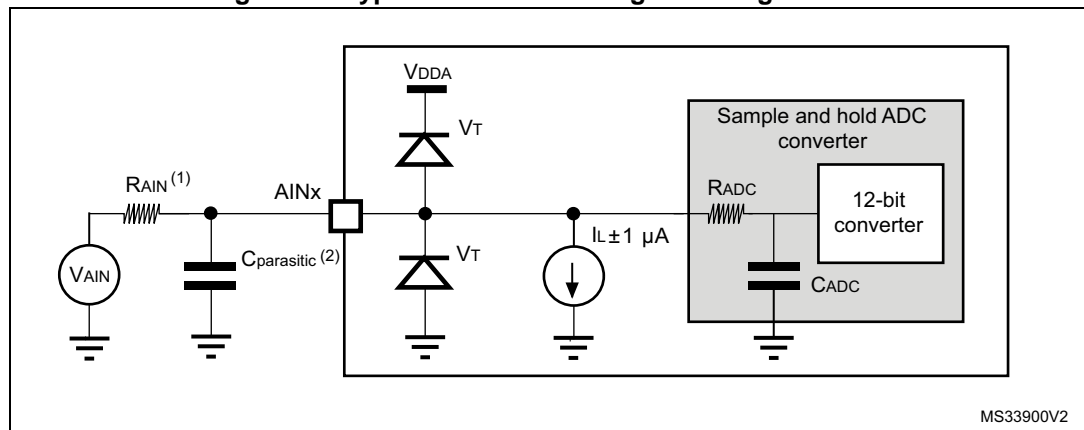 VDDA
Sample and hold ADC
converter
VT
RAIN (1)
AINx
RADC
12-bit
converter
IL±1 µA
VT
Cparasitic (2)
VAIN
CADC
MS33900V2